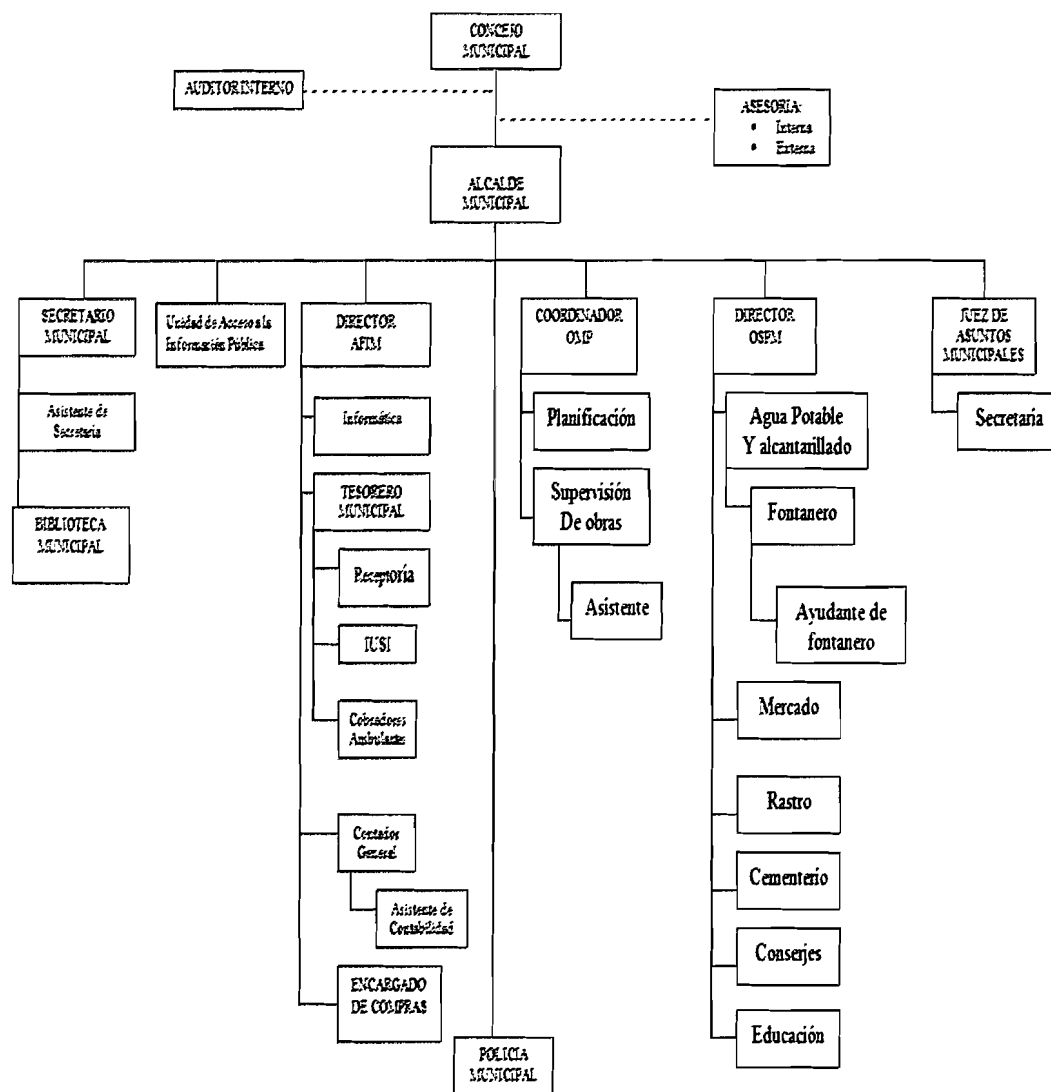 CONCEJO
MUNICIPAL
AUDITOR INTERNO
ASESORIA:
• Interna
• Externa
ALCALDE
MUNICIPAL
SECRETARIO
MUNICIPAL
Unidad de Acceso a la
Información Pública
DIRECTOR
AFIM
COORDINADOR
OMP
DIRECTOR
OSPM
JUEZ DE
ASUNTOS
MUNICIPALES
Asistente de
Secretaria
BIBLIOTECA
MUNICIPAL
Informática
TESORERO
MUNICIPAL
Receptoría
IUSI
Cobradores
Ambulantes
Contador
General
Asistente de
Contabilidad
ENCARGADO
DE COMPRAS
POLICIA
MUNICIPAL
Planificación
Supervisión
De obras
Asistente
Agua Potable
Y alcantarillado
Fontanero
Ayudante de
fontanero
Mercado
Rastro
Cementerio
Conserjes
Educación
Secretaria